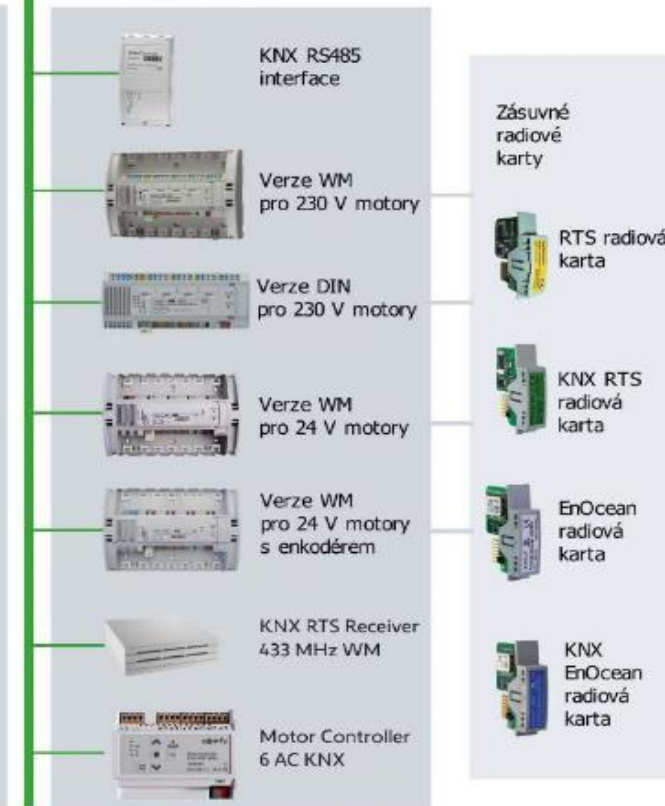 KNX RS485
interface
Verze WM
pro 230 V motory
Verze DIN
pro 230 V motory
Verze WM
pro 24 V motory
Verze WM
pro 24 V motory
s enkodérem
KNX RTS Receiver
433 MHz WM
Motor Controller
6 AC KNX
somfy
Zásuvné
radiové
karty
RTS radiová
karta
KNX RTS
radiová
karta
EnOcean
radiová
karta
KNX
EnOcean
radiová
karta